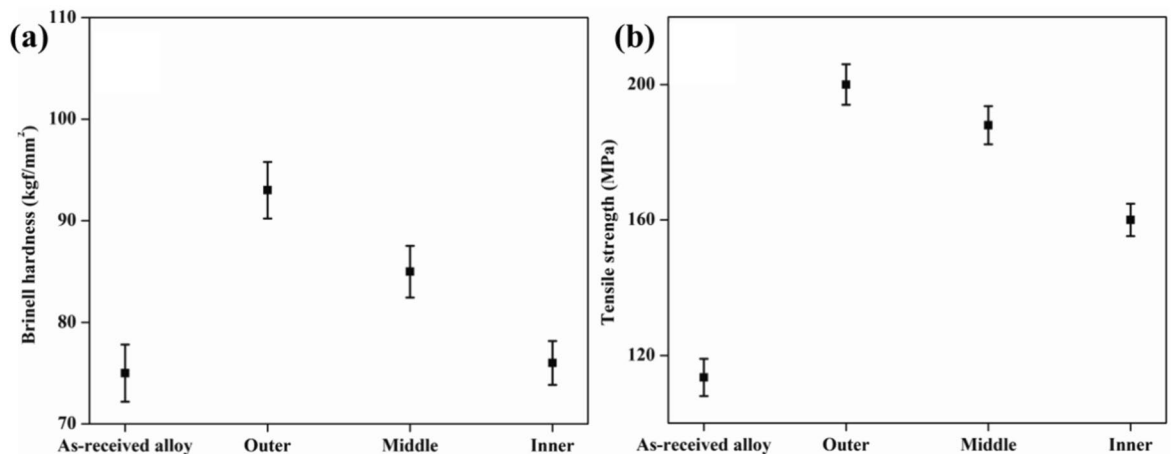 (a)
Brinell hardness (kgf/mm²)
110
100
90
80
70
As-received alloy Outer Middle Inner
(b)
Tensile strength (MPa)
200
160
120
As-received alloy Outer Middle Inner